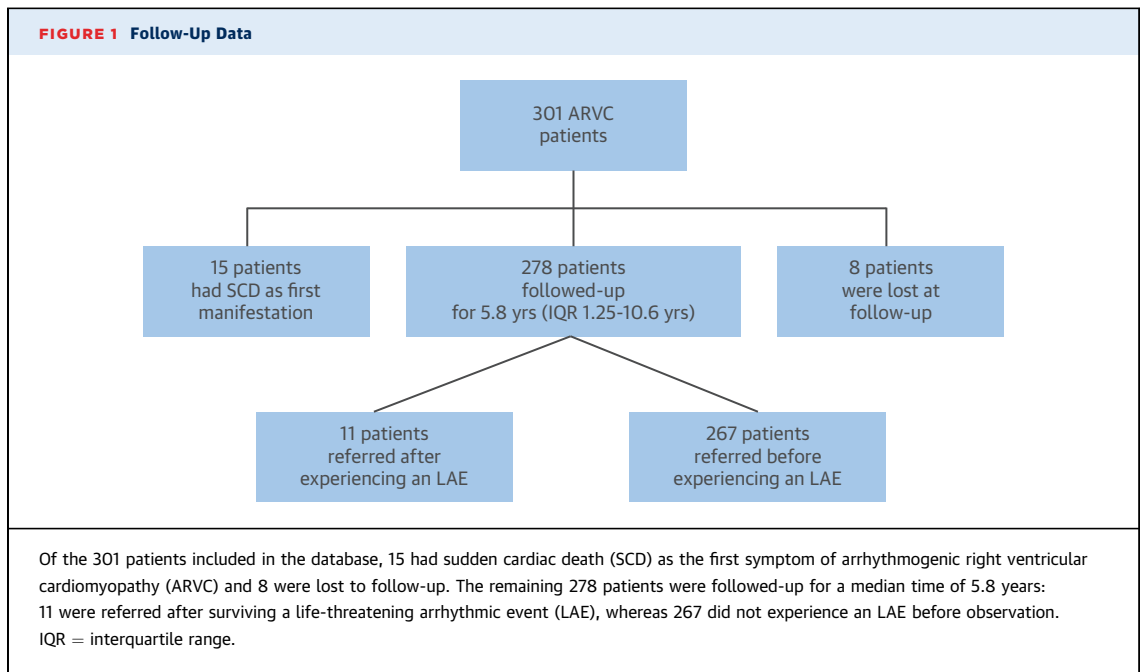 FIGURE 1 Follow-Up Data
301 ARVC
patients
15 patients
had SCD as first
manifestation
278 patients
followed-up
for 5.8 yrs (IQR 1.25-10.6 yrs)
8 patients
were lost at
follow-up
11 patients
referred after
experiencing an LAE
267 patients
referred before
experiencing an LAE
Of the 301 patients included in the database, 15 had sudden cardiac death (SCD) as the first symptom of arrhythmogenic right ventricular
cardiomyopathy (ARVC) and 8 were lost to follow-up. The remaining 278 patients were followed-up for a median time of 5.8 years:
11 were referred after surviving a life-threatening arrhythmic event (LAE), whereas 267 did not experience an LAE before observation.
IQR = interquartile range.